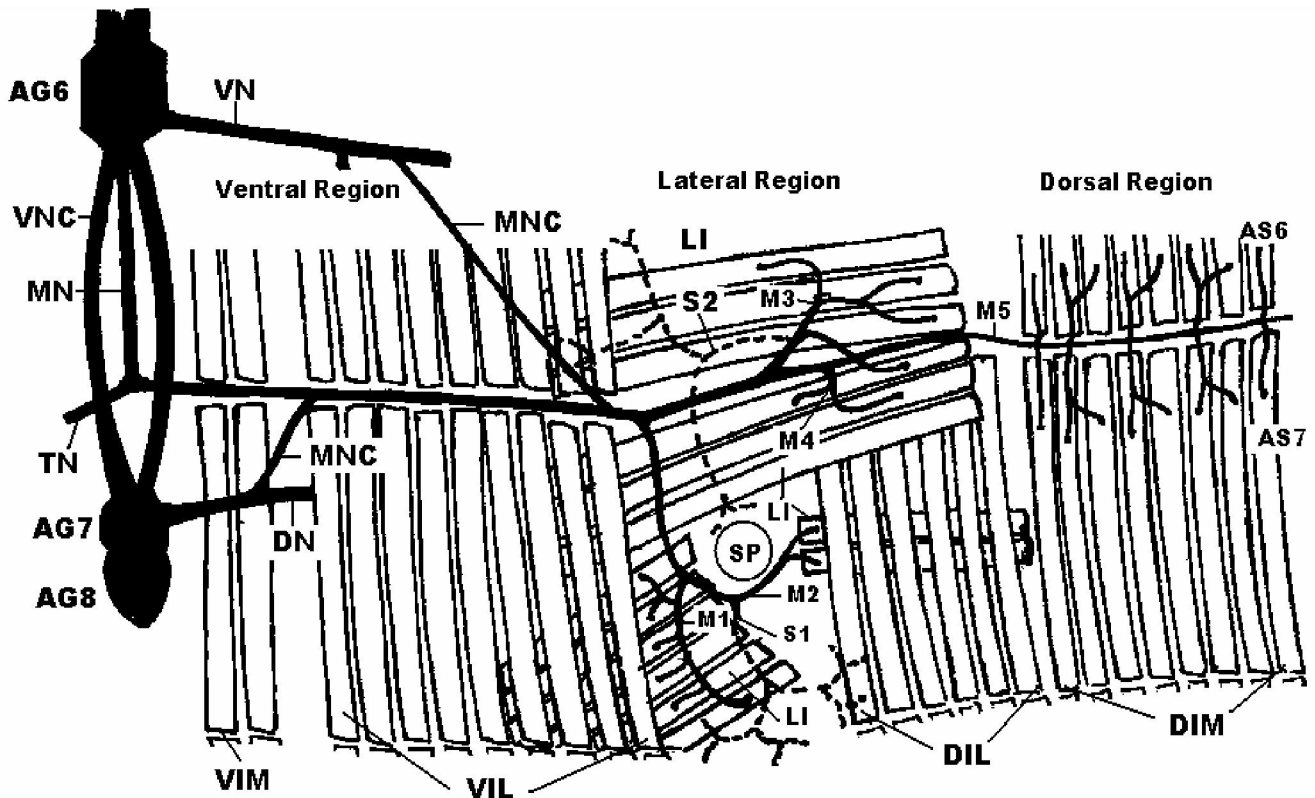 AG6
VN
Ventral Region
Lateral Region
Dorsal Region
VNC
MNC
LI
AS6
MN
S2
M3
M5
TN
MNC
M4
AS7
AG7
DN
LI
SP
AG8
M1
M2
S1
LI
VIM
VIL
DIL
DIM